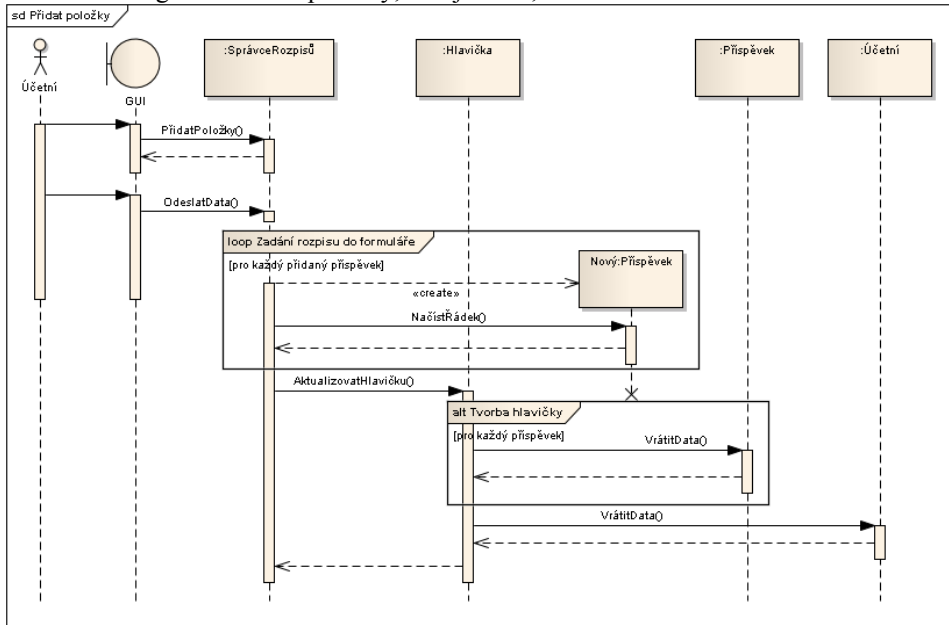 sd Přidat položky
:SprávceRozpisů
:Hlavička
:Příspěvek
:Účetní
Účetní
GUI
PřidatPoložky()
OdeslatData()
loop Zadání rozpisu do formuláře
[pro každý přidaný příspěvek]
Nový:Příspěvek
«create»
NačístŘádek()
AktualizovatHlavičku()
alt Tvorba hlavičky
[pro každý příspěvek]
VrátitData()
VrátitData()